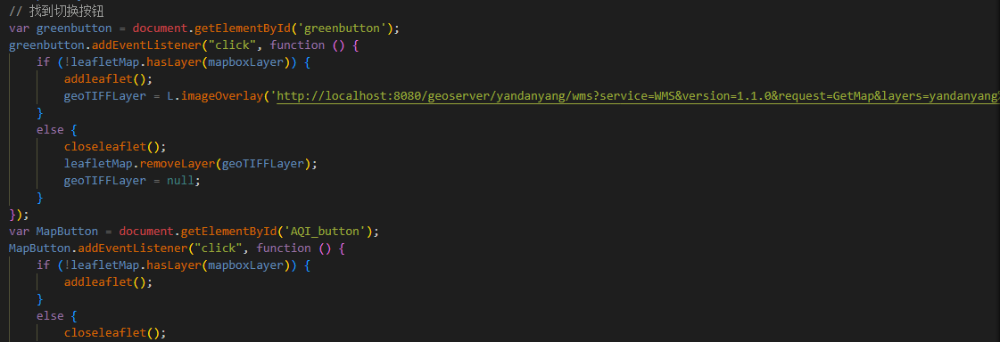 // 找到切换按钮
var greenbutton = document.getElementById('greenbutton');
greenbutton.addEventListener("click", function () {
if (!leafletMap.hasLayer(mapboxLayer)) {
addleaflet();
geoTIFFLayer = L.imageOverlay('http://localhost:8080/geoserver/yandanyang/wms?service=WMS&version=1.1.0&request=GetMap&layers=yandanyang
}
else {
closeleaflet();
leafletMap.removeLayer(geoTIFFLayer);
geoTIFFLayer = null;
}
});
var MapButton = document.getElementById('AQI_button');
MapButton.addEventListener("click", function () {
if (!leafletMap.hasLayer(mapboxLayer)) {
addleaflet();
}
else {
closeleaflet();